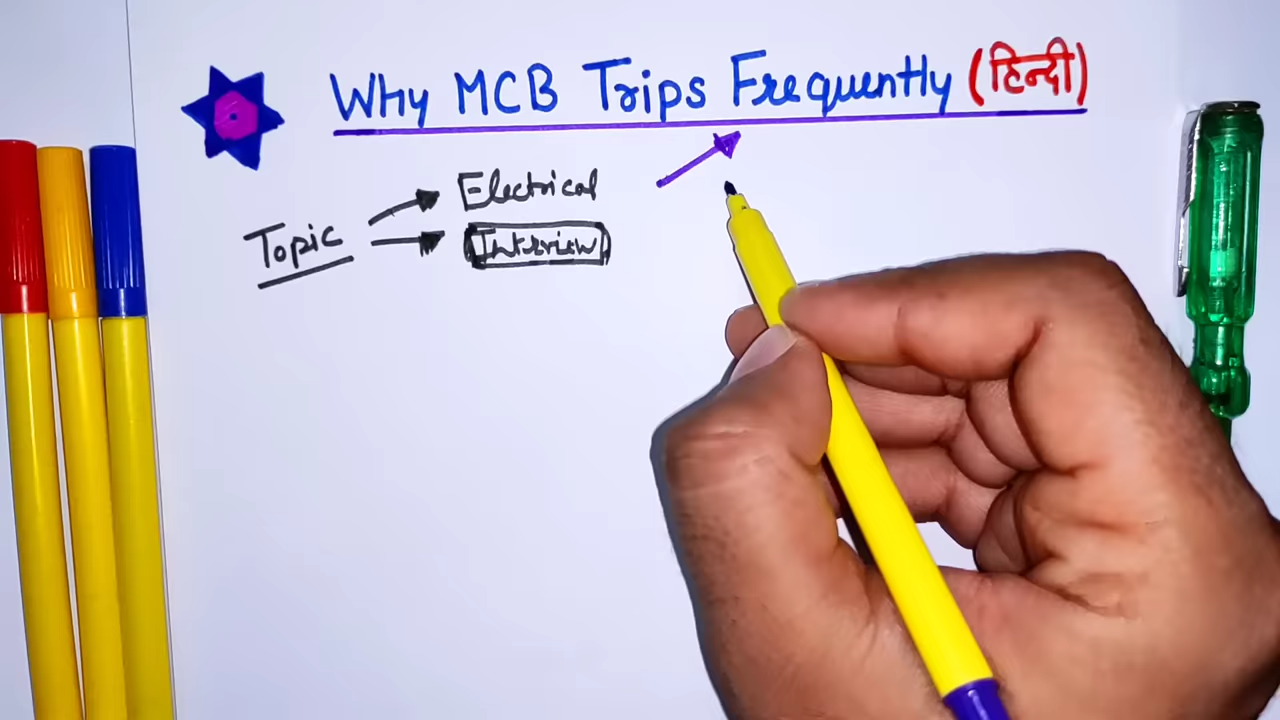 Why MCB Trips Frequently (हिन्दी)
Electrical
Topic
Interview